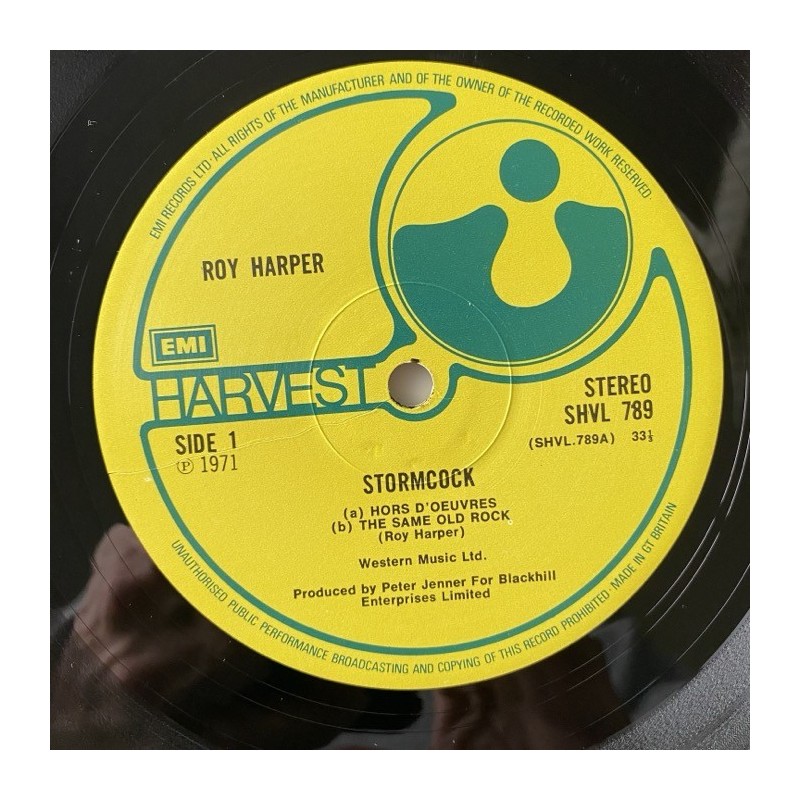 EMI RECORDS LTD · ALL RIGHTS OF THE MANUFACTURER AND OF THE OWNER OF THE RECORDED WORK RESERVED ·
ROY HARPER
EMI
HARVEST
STEREO
SHVL 789
(SHVL.789A) 33⅓
SIDE 1
℗ 1971
STORMCOCK
(a) HORS D'OEUVRES
(b) THE SAME OLD ROCK
(Roy Harper)
Western Music Ltd.
Produced by Peter Jenner For Blackhill
Enterprises Limited
UNAUTHORISED PUBLIC PERFORMANCE BROADCASTING AND COPYING OF THIS RECORD PROHIBITED · MADE IN GT BRITAIN